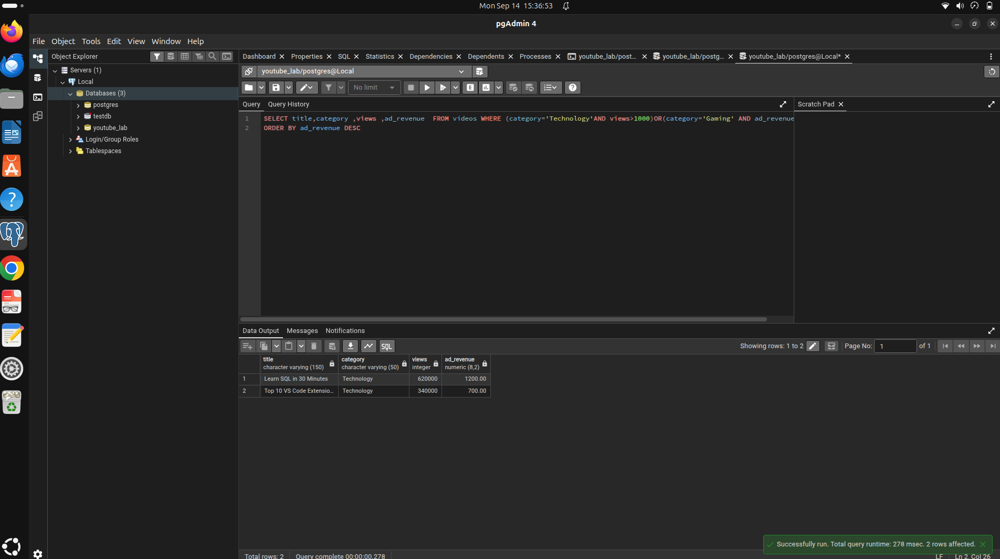 Mon Sep 14 15:36:53
pgAdmin 4
File Object Tools Edit View Window Help
Object Explorer
Dashboard Properties SQL Statistics Dependencies Dependents Processes youtube_lab/post... youtube_lab/postg... youtube_lab/postgres@Local*
Servers (1)
Local
Databases (3)
postgres
testdb
youtube_lab
Login/Group Roles
Tablespaces
youtube_lab/postgres@Local
No limit
E
Query Query History
Scratch Pad
1 SELECT title,category ,views ,ad_revenue  FROM videos WHERE (category='Technology'AND views>1000)OR(category='Gaming' AND ad_revenue
2 ORDER BY ad_revenue DESC
Data Output Messages Notifications
SQL
Showing rows: 1 to 2
Page No: 1 of 1
title category views ad_revenue
character varying (150) character varying (50) integer numeric (8,2)
1 Learn SQL in 30 Minutes Technology 620000 1200.00
2 Top 10 VS Code Extensio... Technology 340000 700.00
Successfully run. Total query runtime: 278 msec. 2 rows affected.
Total rows: 2 Query complete 00:00:00.278
LF Ln 2, Col 26